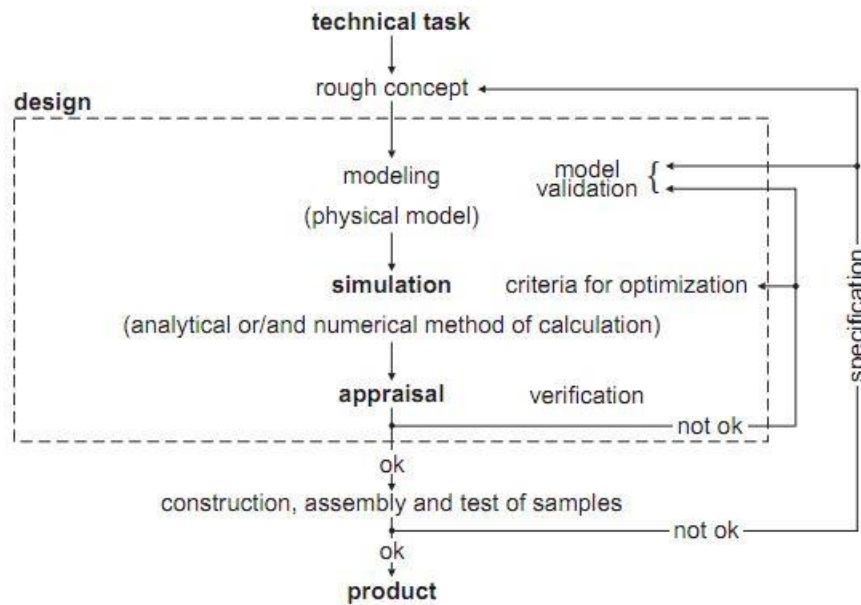 technical task
rough concept
design
modeling
model
validation
{
(physical model)
simulation
criteria for optimization
(analytical or/and numerical method of calculation)
specification
appraisal
verification
not ok
ok
construction, assembly and test of samples
not ok
ok
product